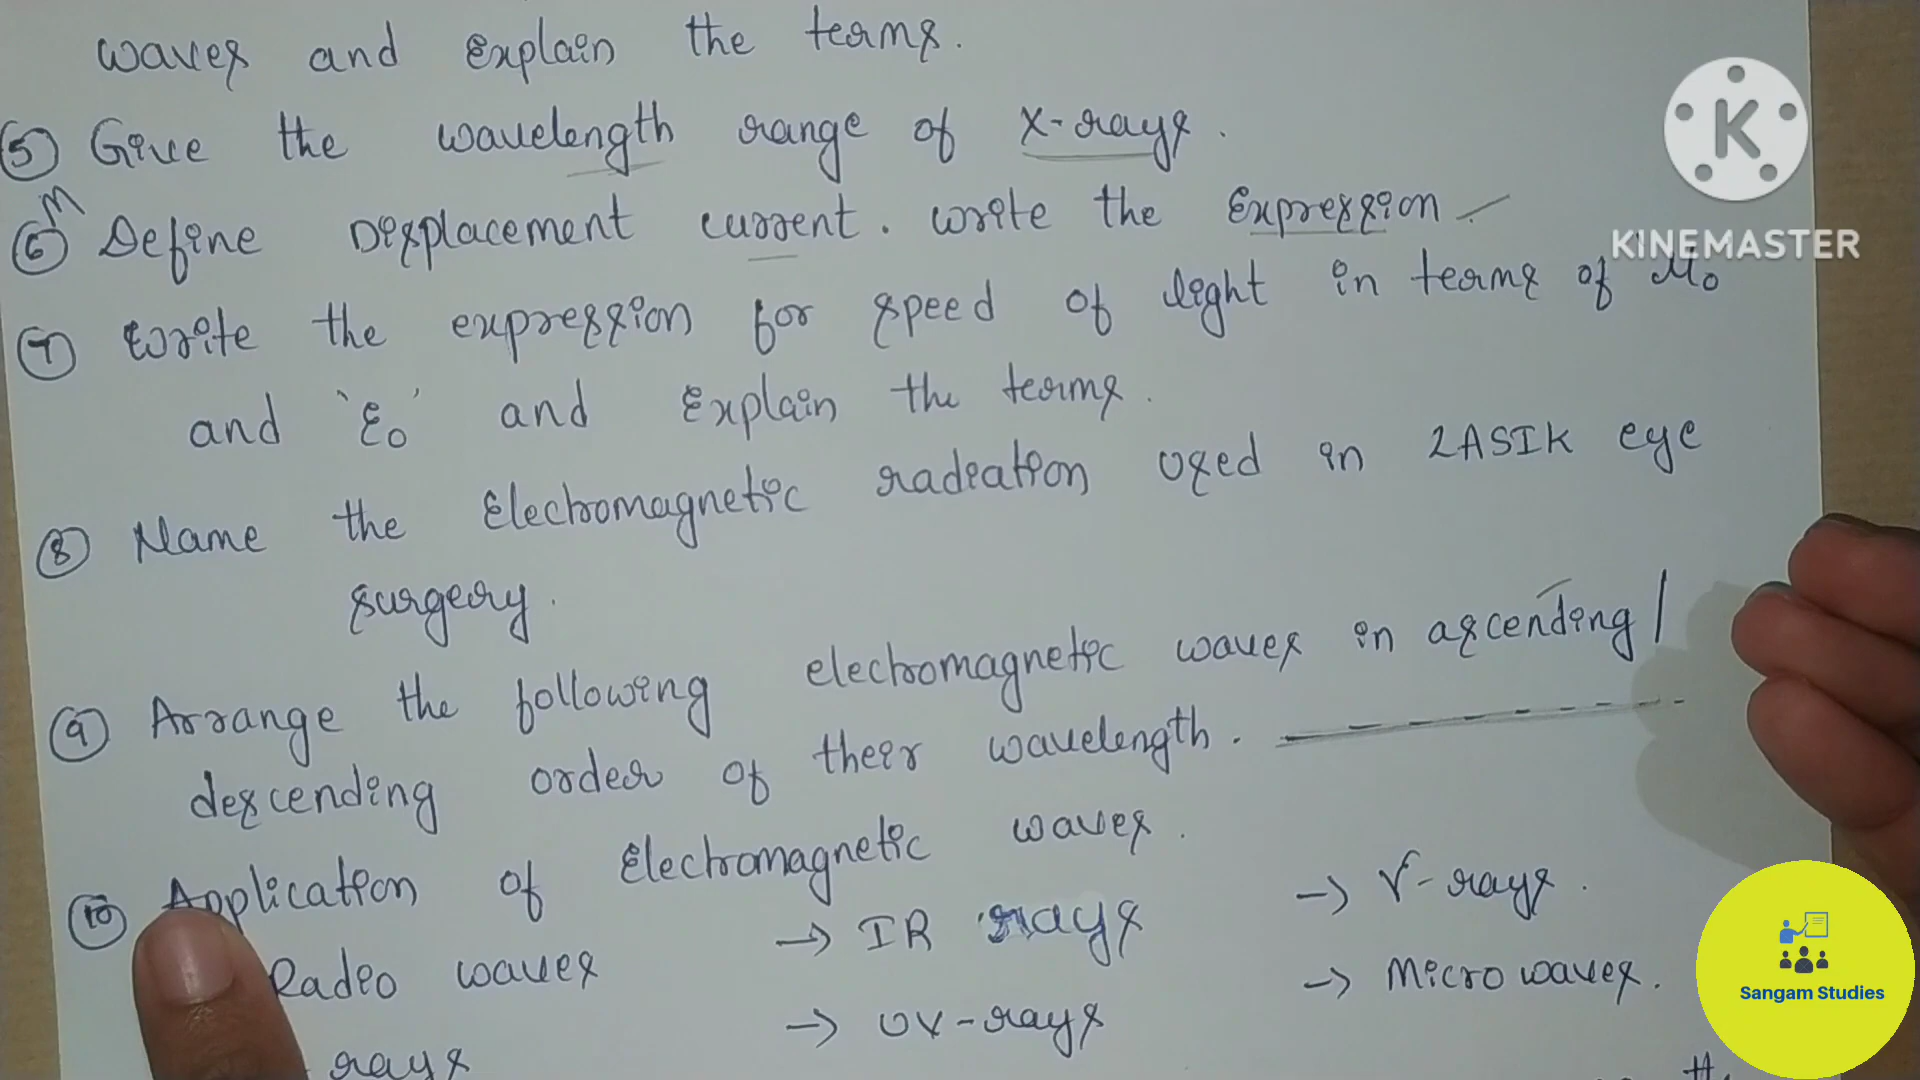 waves and Explain the terms.
5 Give the wavelength range of X-rays.
M
6 Define Displacement current. write the Expression.
7 Write the expression for speed of light in terms of μ0
and 'ε0' and Explain the terms.
8 Name the Electromagnetic radiation used in LASIK eye
surgery.
9 Arrange the following electromagnetic waves in ascending/
descending order of their wavelength.
10 Application of Electromagnetic waves.
Radio waves → IR rays → γ-rays.
→ UV-rays → Microwaves.
rays
KINEMASTER
Sangam Studies